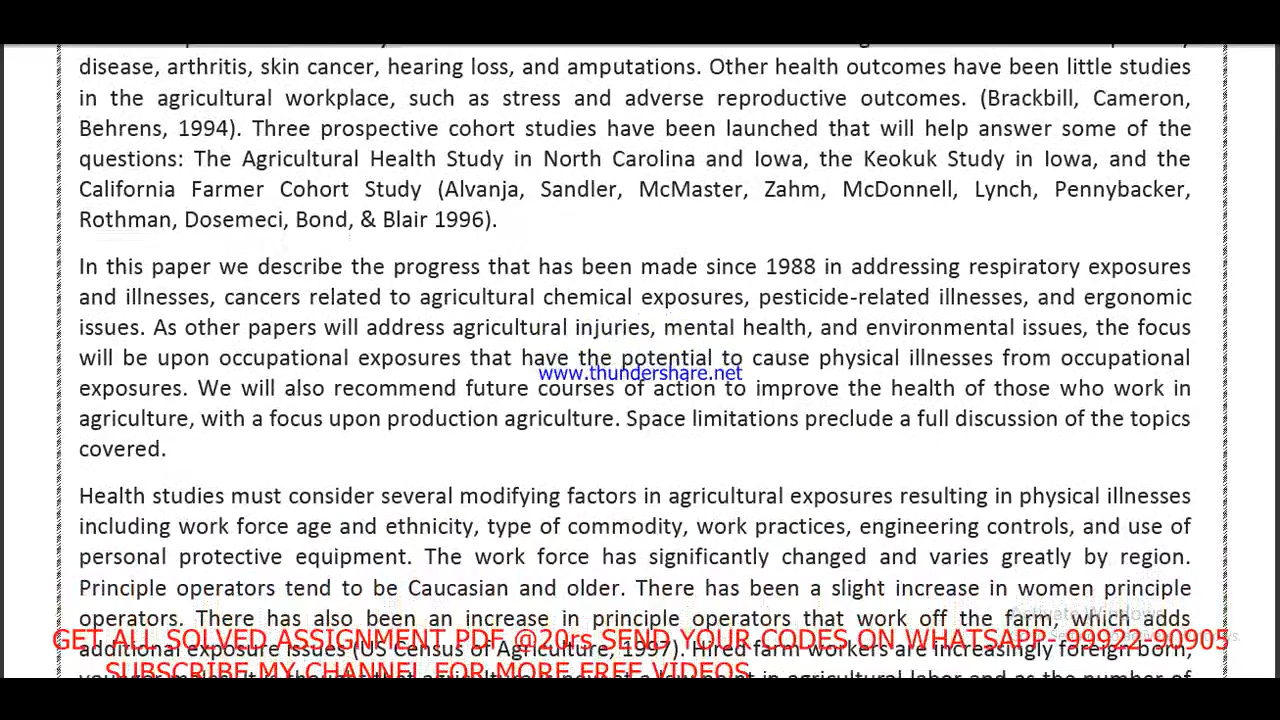 disease, arthritis, skin cancer, hearing loss, and amputations. Other health outcomes have been little studies
in the agricultural workplace, such as stress and adverse reproductive outcomes. (Brackbill, Cameron,
Behrens, 1994). Three prospective cohort studies have been launched that will help answer some of the
questions: The Agricultural Health Study in North Carolina and Iowa, the Keokuk Study in Iowa, and the
California Farmer Cohort Study (Alvanja, Sandler, McMaster, Zahm, McDonnell, Lynch, Pennybacker,
Rothman, Dosemeci, Bond, & Blair 1996).
In this paper we describe the progress that has been made since 1988 in addressing respiratory exposures
and illnesses, cancers related to agricultural chemical exposures, pesticide-related illnesses, and ergonomic
issues. As other papers will address agricultural injuries, mental health, and environmental issues, the focus
will be upon occupational exposures that have the potential to cause physical illnesses from occupational
www.thundershare.net
exposures. We will also recommend future courses of action to improve the health of those who work in
agriculture, with a focus upon production agriculture. Space limitations preclude a full discussion of the topics
covered.
Health studies must consider several modifying factors in agricultural exposures resulting in physical illnesses
including work force age and ethnicity, type of commodity, work practices, engineering controls, and use of
personal protective equipment. The work force has significantly changed and varies greatly by region.
Principle operators tend to be Caucasian and older. There has been a slight increase in women principle
operators. There has also been an increase in principle operators that work off the farm, which adds
Activate Windows
GET ALL SOLVED ASSIGNMENT PDF @20rs SEND YOUR CODES ON WHATSAPP-99922-90905
additional exposure issues (US Census of Agriculture, 1997). Hired farm workers are increasingly foreign born,
SUBSCRIBE MY CHANNEL FOR MORE FREE VIDEOS